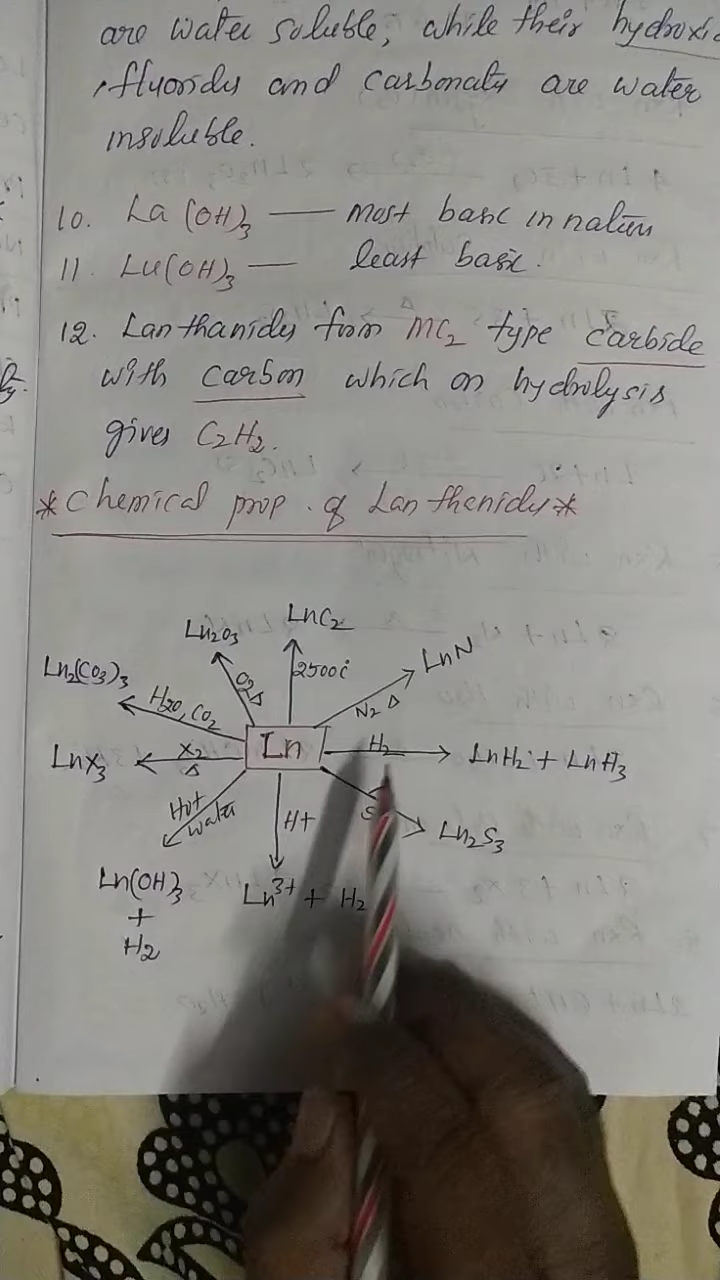 are water soluble, while their hydroxi
, fluorides and carbonates are water
insoluble.
10. La(OH)3 — most basic in nature
11. Lu(OH)3 — least basic.
12. Lanthanides form MC2 type carbide
with carbon which on hydrolysis
gives C2H2.
*Chemical prop. of Lanthenides*
LnC2
Ln2O3
LnN
2500°C
O2 Δ
N2 Δ
Ln2(CO3)3
H2O, CO2
Ln
H2
LnH2 + LnH3
LnX3
X2
Δ
Hot
water
H+
S
Ln2S3
Ln(OH)3
+
H2
Ln3+ + H2